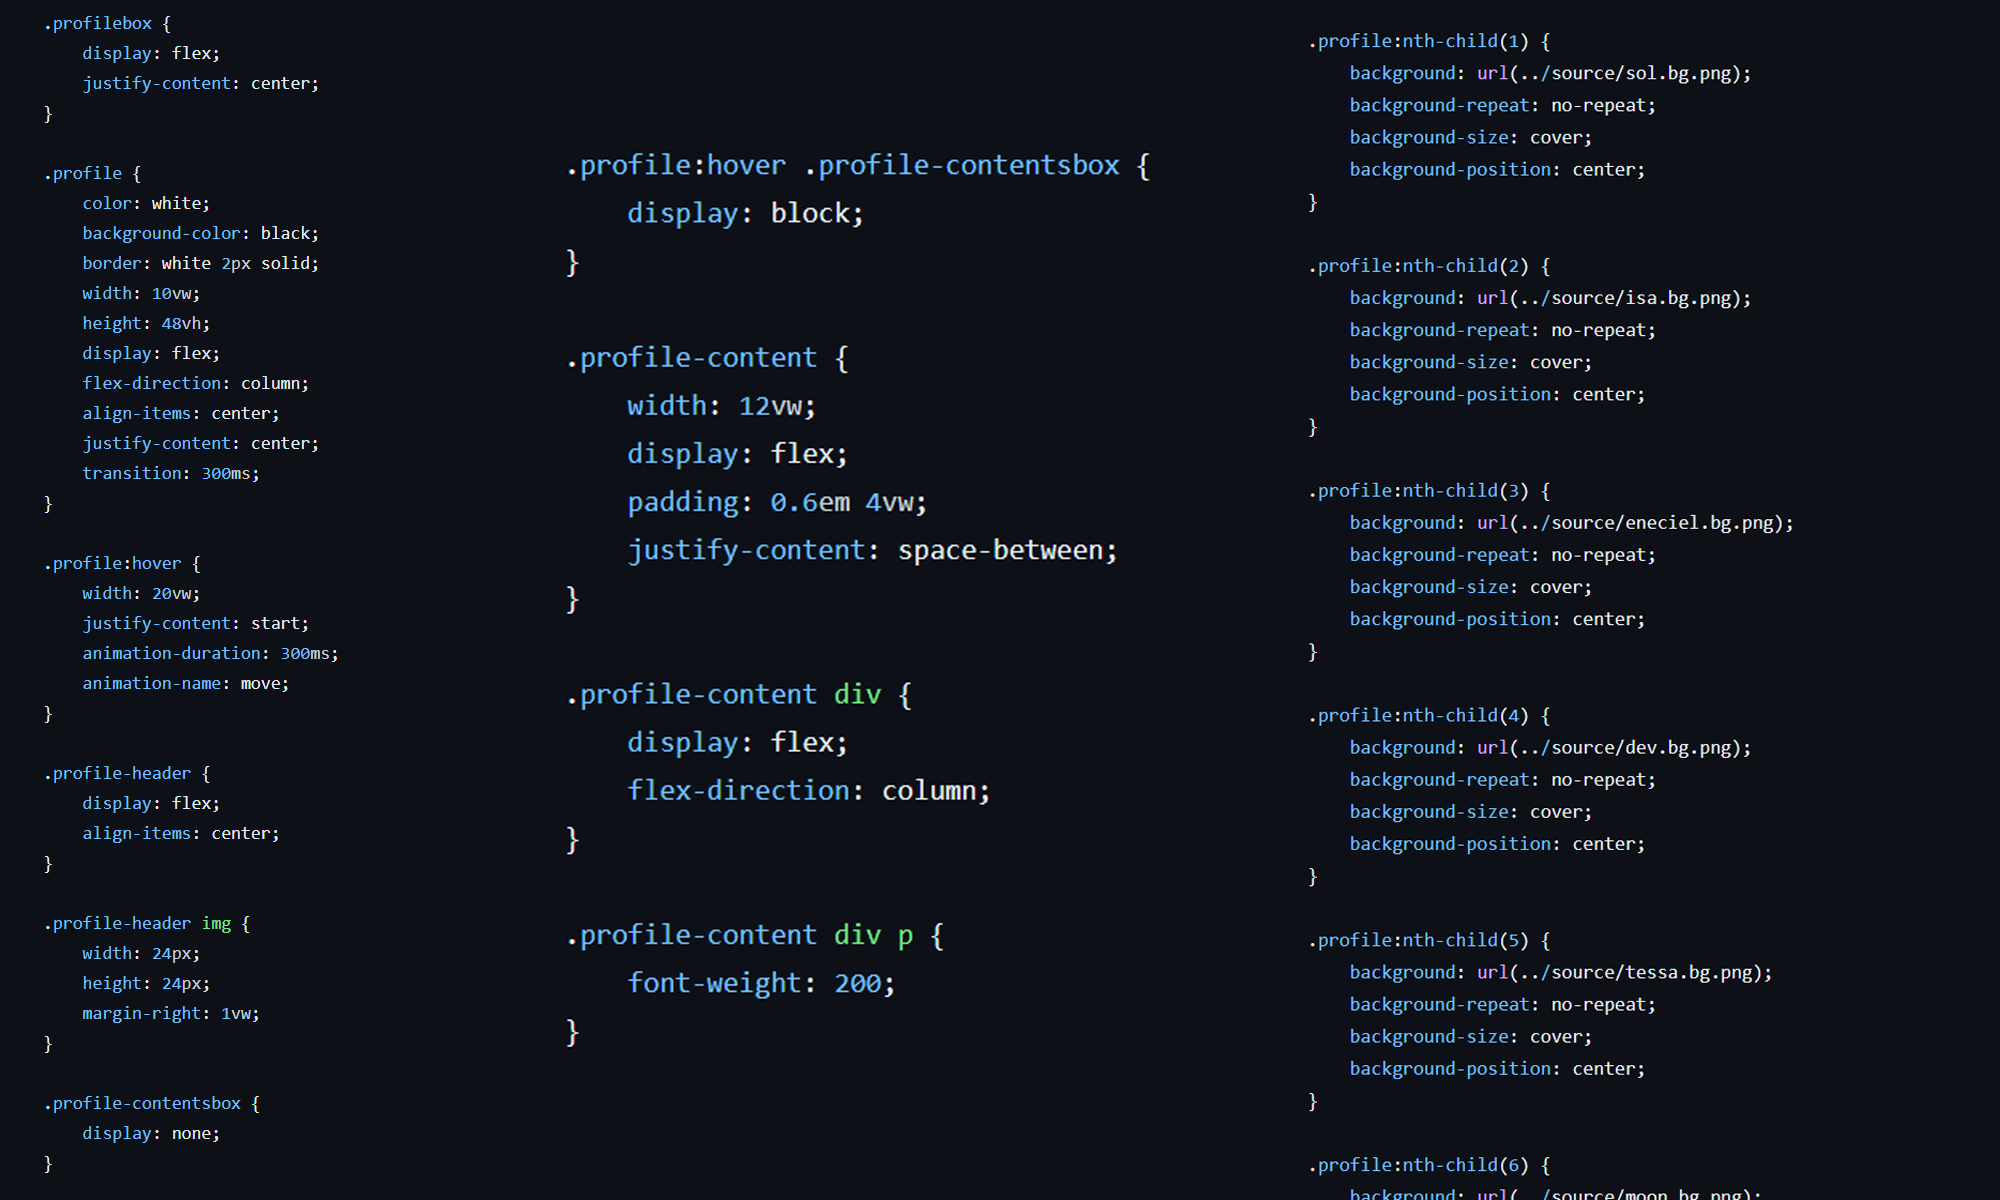 .profilebox {
    display: flex;
    justify-content: center;
}
.profile {
    color: white;
    background-color: black;
    border: white 2px solid;
    width: 10vw;
    height: 48vh;
    display: flex;
    flex-direction: column;
    align-items: center;
    justify-content: center;
    transition: 300ms;
}
.profile:hover {
    width: 20vw;
    justify-content: start;
    animation-duration: 300ms;
    animation-name: move;
}
.profile-header {
    display: flex;
    align-items: center;
}
.profile-header img {
    width: 24px;
    height: 24px;
    margin-right: 1vw;
}
.profile-contentsbox {
    display: none;
}
.profile:hover .profile-contentsbox {
    display: block;
}
.profile-content {
    width: 12vw;
    display: flex;
    padding: 0.6em 4vw;
    justify-content: space-between;
}
.profile-content div {
    display: flex;
    flex-direction: column;
}
.profile-content div p {
    font-weight: 200;
}
.profile:nth-child(1) {
    background: url(../source/sol.bg.png);
    background-repeat: no-repeat;
    background-size: cover;
    background-position: center;
}
.profile:nth-child(2) {
    background: url(../source/isa.bg.png);
    background-repeat: no-repeat;
    background-size: cover;
    background-position: center;
}
.profile:nth-child(3) {
    background: url(../source/eneciel.bg.png);
    background-repeat: no-repeat;
    background-size: cover;
    background-position: center;
}
.profile:nth-child(4) {
    background: url(../source/dev.bg.png);
    background-repeat: no-repeat;
    background-size: cover;
    background-position: center;
}
.profile:nth-child(5) {
    background: url(../source/tessa.bg.png);
    background-repeat: no-repeat;
    background-size: cover;
    background-position: center;
}
.profile:nth-child(6) {
    background: url(../source/moon.bg.png);